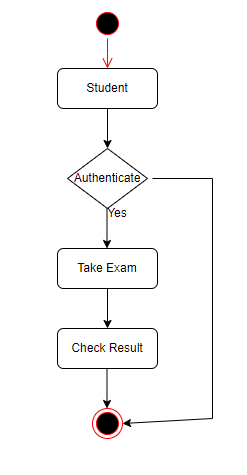 Student
Authenticate
Yes
Take Exam
Check Result